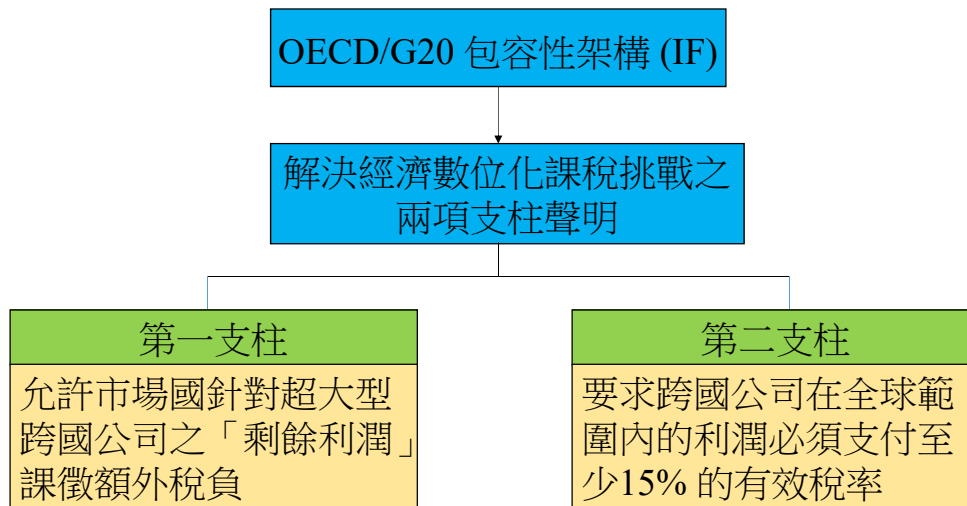 OECD/G20 包容性架構 (IF)
解決經濟數位化課稅挑戰之
兩項支柱聲明
第一支柱
允許市場國針對超大型
跨國公司之「剩餘利潤」
課徵額外稅負
第二支柱
要求跨國公司在全球範
圍內的利潤必須支付至
少15% 的有效稅率